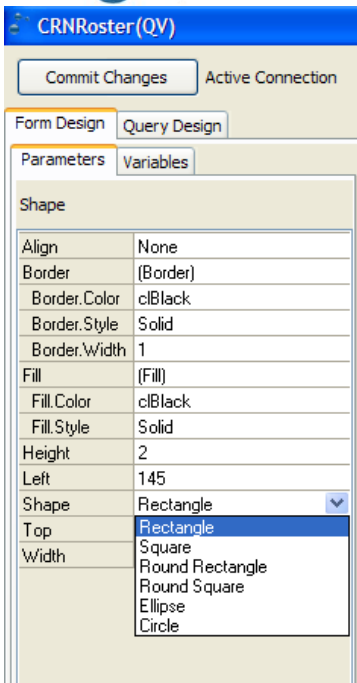 CRNRoster(QV)
Commit Changes Active Connection
Form Design Query Design
Parameters Variables
Shape
Align None
Border (Border)
Border.Color clBlack
Border.Style Solid
Border.Width 1
Fill (Fill)
Fill.Color clBlack
Fill.Style Solid
Height 2
Left 145
Shape Rectangle
Top Rectangle
Width Square
Round Rectangle
Round Square
Ellipse
Circle